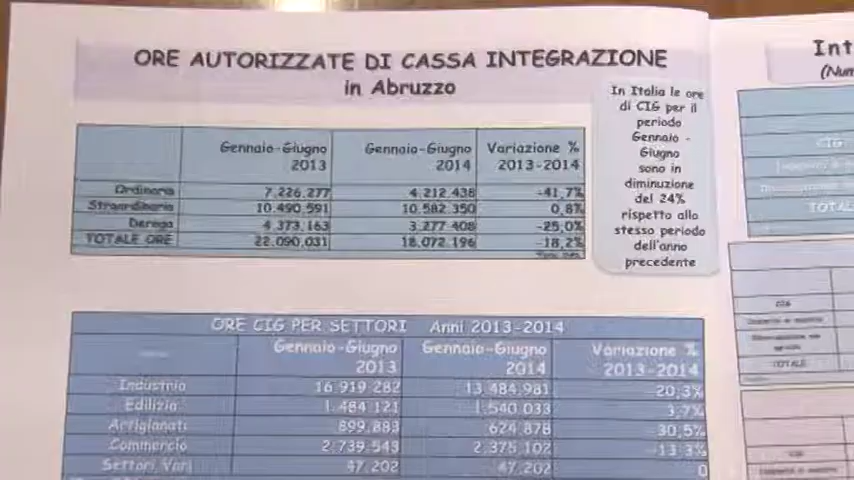 ORE AUTORIZZATE DI CASSA INTEGRAZIONE
in Abruzzo
Gennaio-Giugno 2013 Gennaio-Giugno 2014 Variazione % 2013-2014
Ordinaria 7.226.277 4.212.438 -41,7%
Straordinaria 10.490.591 10.582.350 0,8%
Deroga 4.373.163 3.277.408 -25,0%
TOTALE ORE 22.090.031 18.072.196 -18,2%
In Italia le ore
di CIG per il
periodo
Gennaio -
Giugno
sono in
diminuzione
del 24%
rispetto allo
stesso periodo
dell'anno
precedente
ORE CIG PER SETTORI Anni 2013-2014
Gennaio-Giugno 2013 Gennaio-Giugno 2014 Variazione % 2013-2014
Industria 16.919.282 13.484.981 -20,3%
Edilizia 1.484.121 1.540.033 3,7%
Artigianati 899.883 624.878 -30,5%
Commercio 2.739.543 2.375.102 -13,3%
Settori Vari 47.202 47.202 0
Int
(Num
CIG
TOTAL
TOTALE